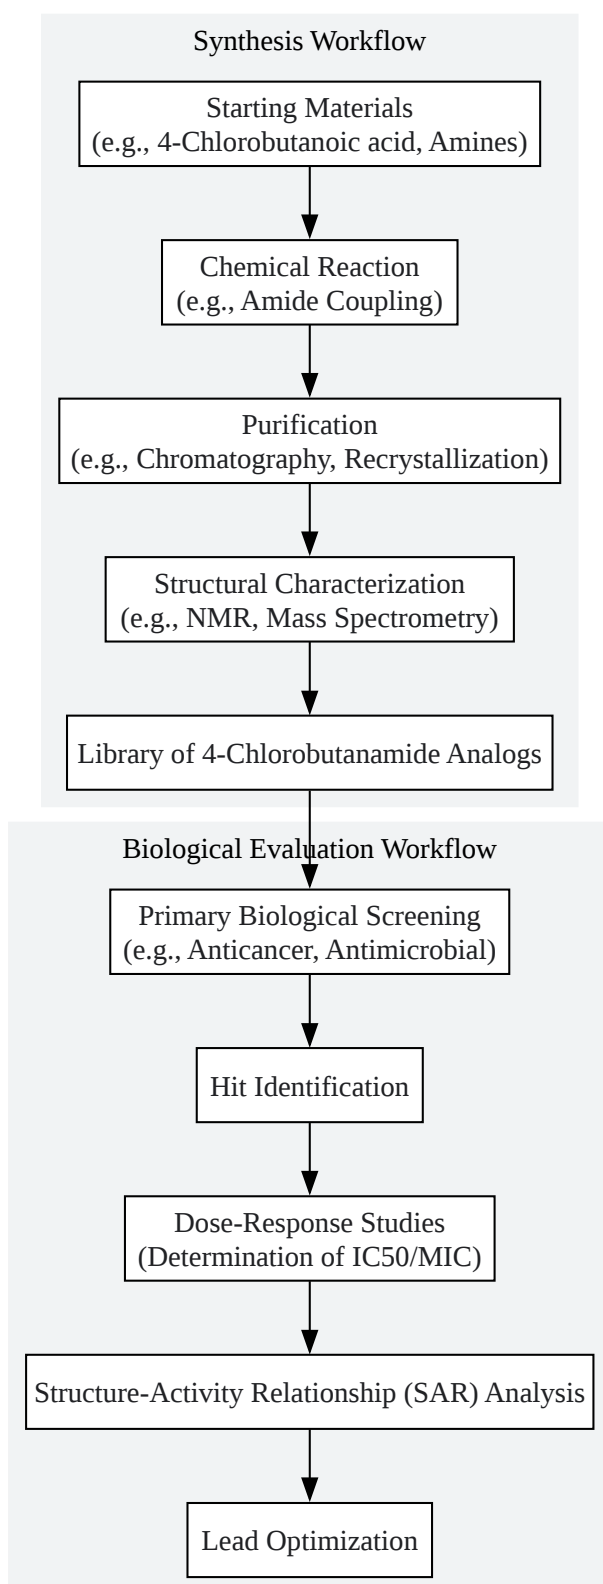 Synthesis Workflow
Starting Materials
(e.g., 4-Chlorobutanoic acid, Amines)
Chemical Reaction
(e.g., Amide Coupling)
Purification
(e.g., Chromatography, Recrystallization)
Structural Characterization
(e.g., NMR, Mass Spectrometry)
Library of 4-Chlorobutanamide Analogs
Biological Evaluation Workflow
Primary Biological Screening
(e.g., Anticancer, Antimicrobial)
Hit Identification
Dose-Response Studies
(Determination of IC50/MIC)
Structure-Activity Relationship (SAR) Analysis
Lead Optimization